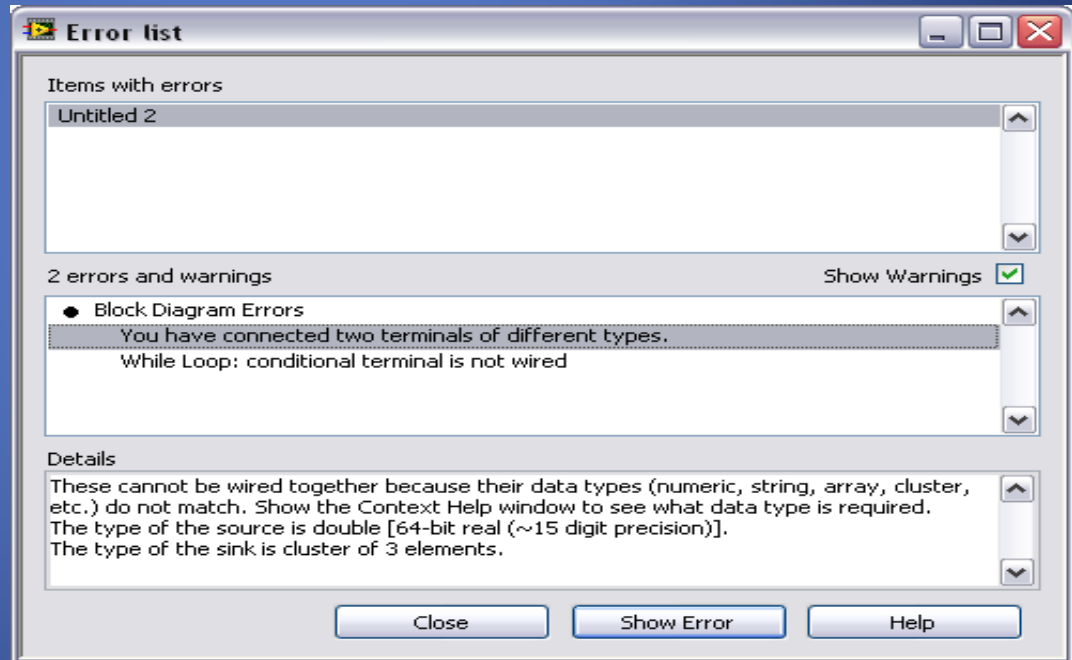 Error list
Items with errors
Untitled 2
2 errors and warnings
Show Warnings
Block Diagram Errors
You have connected two terminals of different types.
While Loop: conditional terminal is not wired
Details
These cannot be wired together because their data types (numeric, string, array, cluster,
etc.) do not match. Show the Context Help window to see what data type is required.
The type of the source is double [64-bit real (~15 digit precision)].
The type of the sink is cluster of 3 elements.
Close
Show Error
Help